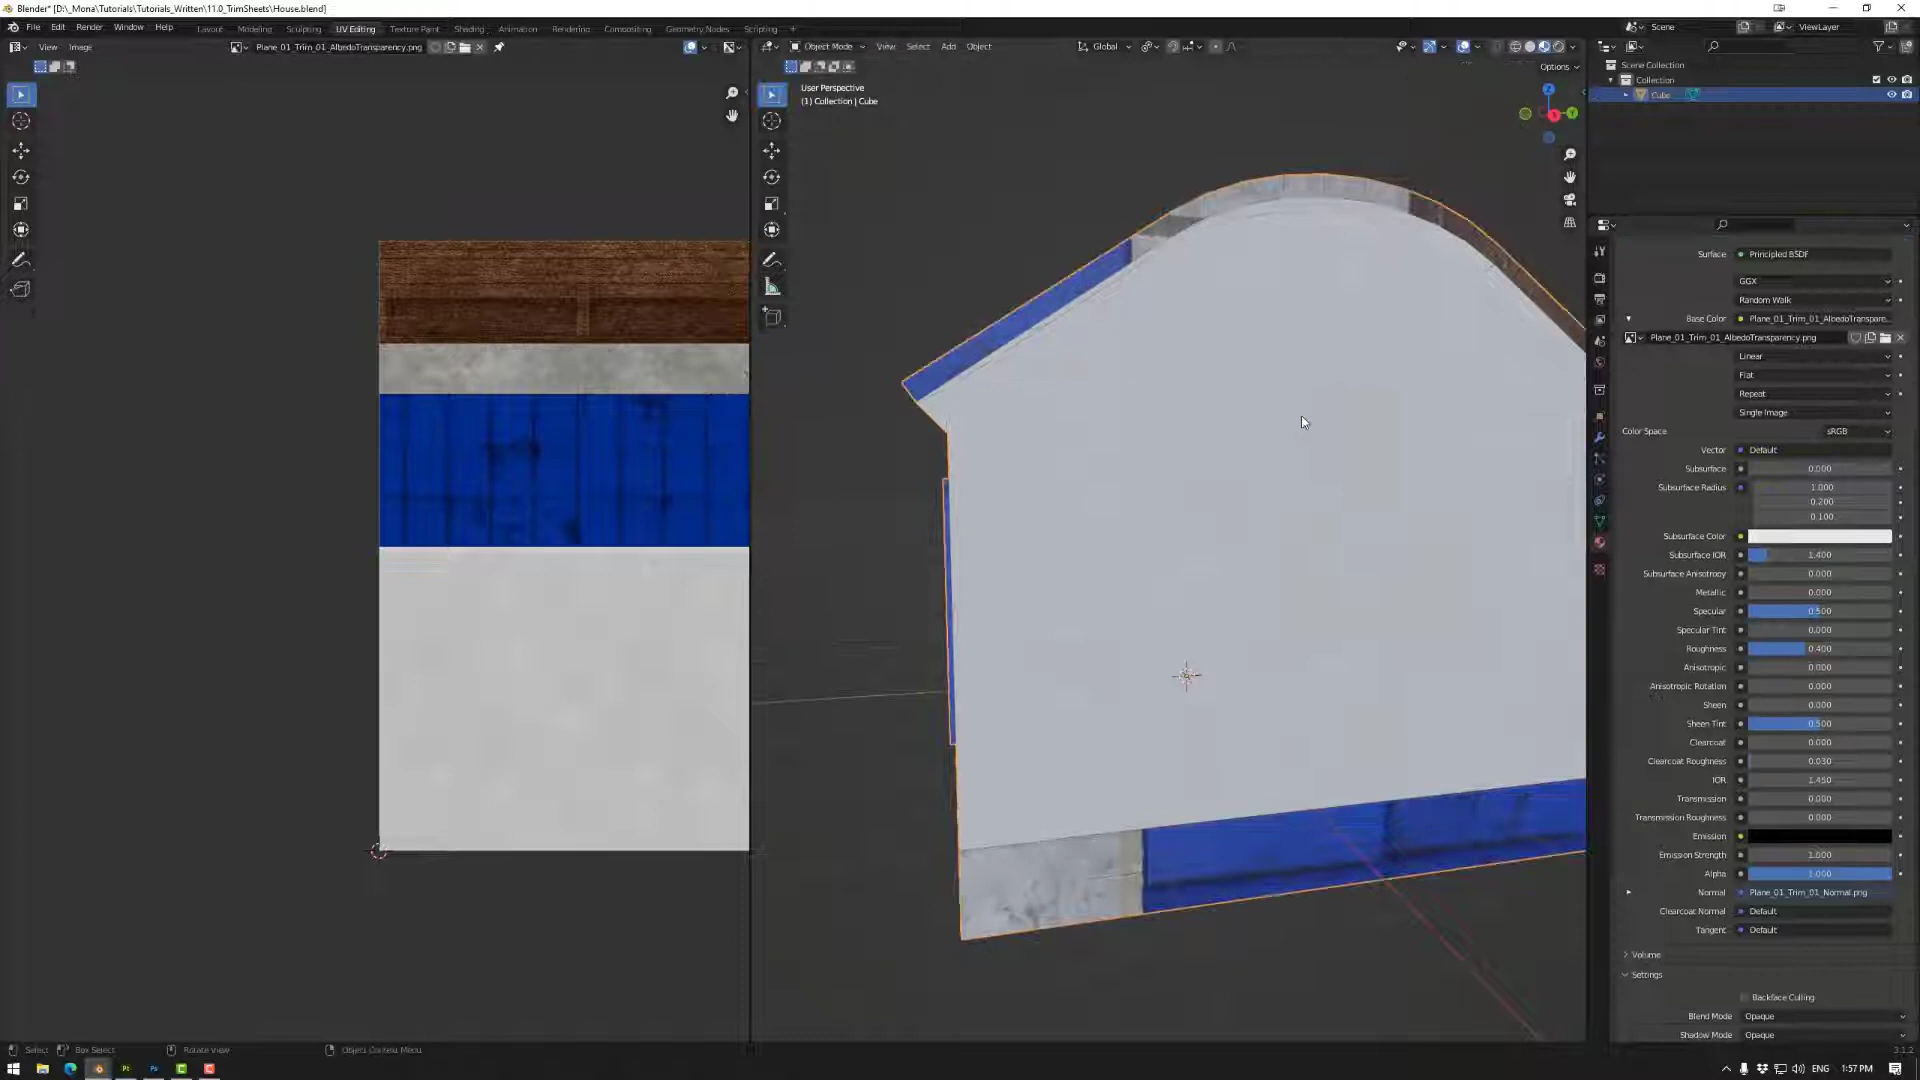 Blender* [D:\_Mona\Tutorials\Tutorials_Written\11.0_TrimSheets\House.blend]
File Edit Render Window Help
Layout Modeling Sculpting UV Editing Texture Paint Shading Animation Rendering Compositing Geometry Nodes Scripting +
Scene
ViewLayer
View Image
Plane_01_Trim_01_AlbedoTransparency.png
Object Mode View Select Add Object
Global
Options
User Perspective
(1) Collection | Cube
Z
Y
X
Scene Collection
Collection
Cube
Surface Principled BSDF
GGX
Random Walk
Base Color Plane_01_Trim_01_AlbedoTranspare...
Plane_01_Trim_01_AlbedoTransparency.png
Linear
Flat
Repeat
Single Image
Color Space sRGB
Vector Default
Subsurface 0.000
Subsurface Radius 1.000
0.200
0.100
Subsurface Color
Subsurface IOR 1.400
Subsurface Anisotropy 0.000
Metallic 0.000
Specular 0.500
Specular Tint 0.000
Roughness 0.400
Anisotropic 0.000
Anisotropic Rotation 0.000
Sheen 0.000
Sheen Tint 0.500
Clearcoat 0.000
Clearcoat Roughness 0.030
IOR 1.450
Transmission 0.000
Transmission Roughness 0.000
Emission
Emission Strength 1.000
Alpha 1.000
Normal Plane_01_Trim_01_Normal.png
Clearcoat Normal Default
Tangent Default
Volume
Settings
Backface Culling
Blend Mode Opaque
Shadow Mode Opaque
Select Box Select Rotate View Object Context Menu
3.1.2
Pt Ps ENG 1:57 PM